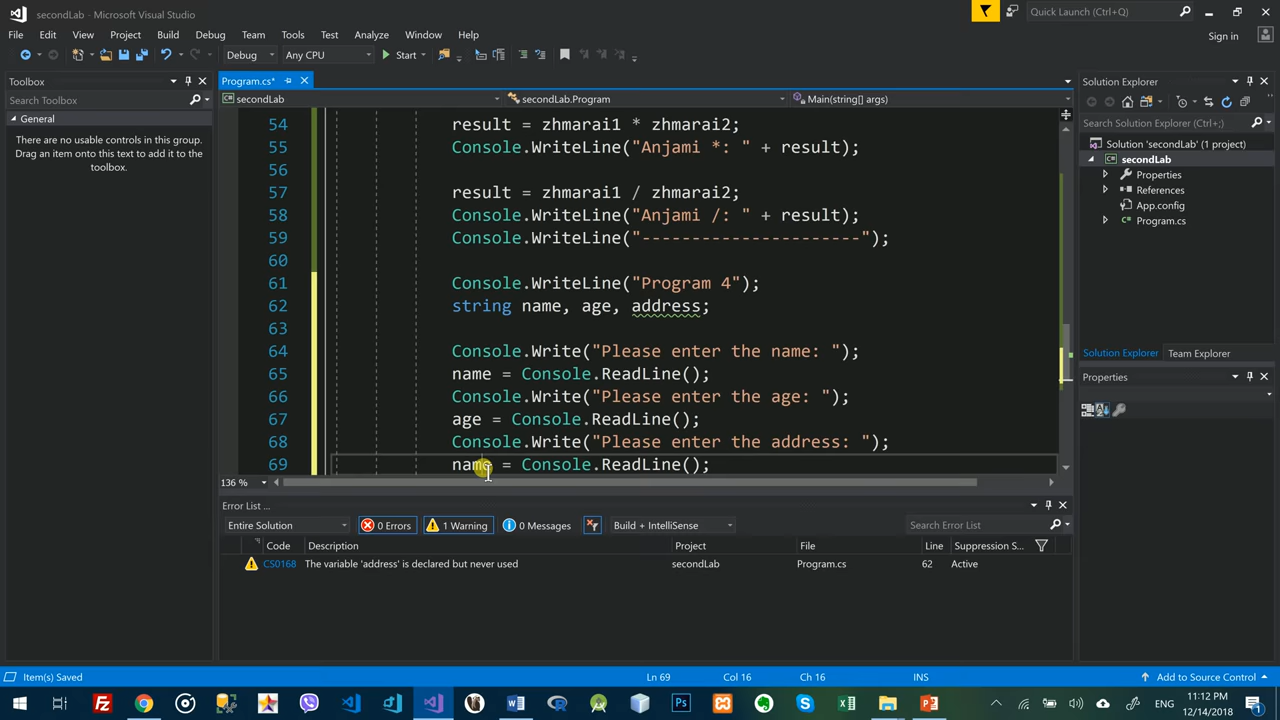 secondLab - Microsoft Visual Studio
Quick Launch (Ctrl+Q)
File Edit View Project Build Debug Team Tools Test Analyze Window Help
Sign in
Debug Any CPU Start
Toolbox
Program.cs*
Solution Explorer
Search Toolbox
secondLab secondLab.Program Main(string[] args)
General
There are no usable controls in this group.
Drag an item onto this text to add it to the
toolbox.
Search Solution Explorer (Ctrl+;)
Solution 'secondLab' (1 project)
secondLab
Properties
References
App.config
Program.cs
54 result = zhmarai1 * zhmarai2;
55 Console.WriteLine("Anjami *: " + result);
56
57 result = zhmarai1 / zhmarai2;
58 Console.WriteLine("Anjami /: " + result);
59 Console.WriteLine("----------------------");
60
61 Console.WriteLine("Program 4");
62 string name, age, address;
63
64 Console.Write("Please enter the name: ");
65 name = Console.ReadLine();
66 Console.Write("Please enter the age: ");
67 age = Console.ReadLine();
68 Console.Write("Please enter the address: ");
69 name = Console.ReadLine();
Solution Explorer Team Explorer
Properties
136 %
Error List ...
Entire Solution 0 Errors 1 Warning 0 Messages Build + IntelliSense Search Error List
Code Description Project File Line Suppression S...
CS0168 The variable 'address' is declared but never used secondLab Program.cs 62 Active
Item(s) Saved Ln 69 Col 16 Ch 16 INS Add to Source Control
ENG
11:12 PM
12/14/2018
1